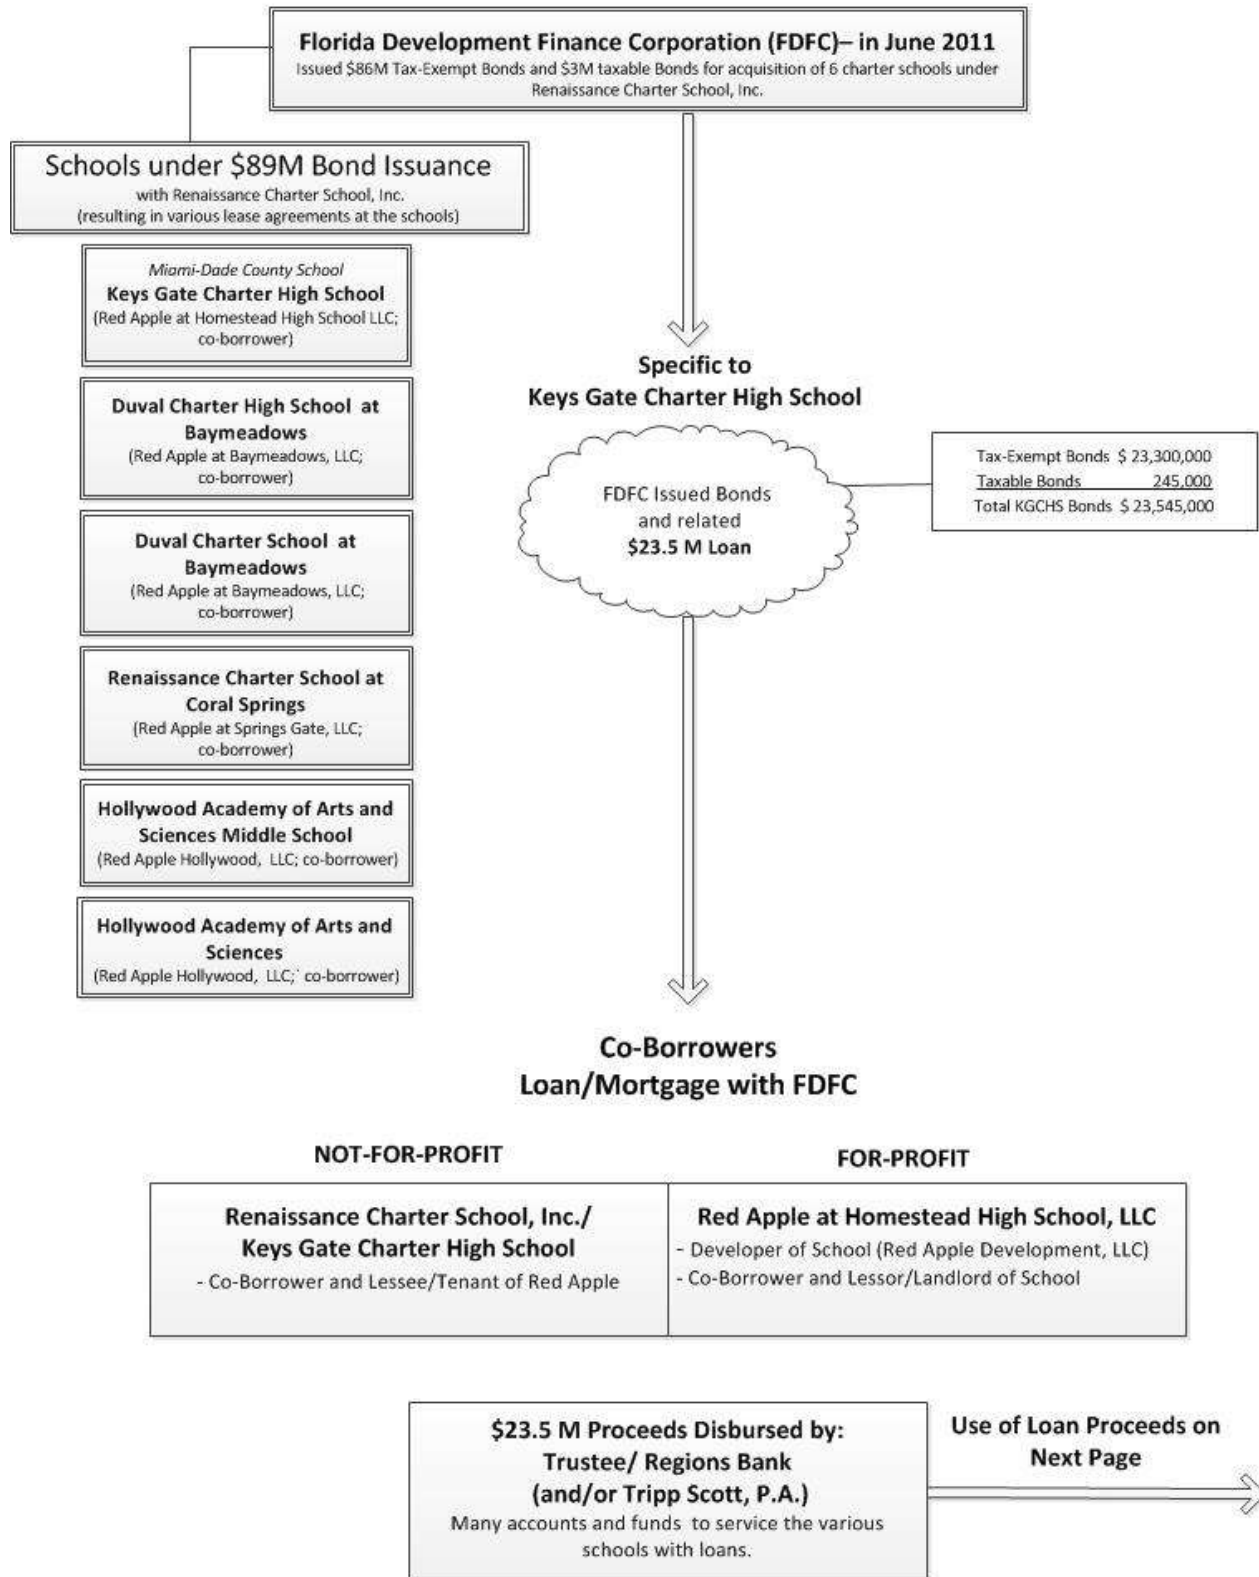 Florida Development Finance Corporation (FDFC)– in June 2011
Issued $86M Tax-Exempt Bonds and $3M taxable Bonds for acquisition of 6 charter schools under
Renaissance Charter School, Inc.
Schools under $89M Bond Issuance
with Renaissance Charter School, Inc.
(resulting in various lease agreements at the schools)
Miami-Dade County School
Keys Gate Charter High School
(Red Apple at Homestead High School LLC;
co-borrower)
Duval Charter High School at
Baymeadows
(Red Apple at Baymeadows, LLC;
co-borrower)
Duval Charter School at
Baymeadows
(Red Apple at Baymeadows, LLC;
co-borrower)
Renaissance Charter School at
Coral Springs
(Red Apple at Springs Gate, LLC;
co-borrower)
Hollywood Academy of Arts and
Sciences Middle School
(Red Apple Hollywood, LLC; co-borrower)
Hollywood Academy of Arts and
Sciences
(Red Apple Hollywood, LLC;` co-borrower)
Specific to
Keys Gate Charter High School
FDFC Issued Bonds
and related
$23.5 M Loan
Tax-Exempt Bonds $ 23,300,000
Taxable Bonds 245,000
Total KGCHS Bonds $ 23,545,000
Co-Borrowers
Loan/Mortgage with FDFC
NOT-FOR-PROFIT
Renaissance Charter School, Inc./
Keys Gate Charter High School
- Co-Borrower and Lessee/Tenant of Red Apple
FOR-PROFIT
Red Apple at Homestead High School, LLC
- Developer of School (Red Apple Development, LLC)
- Co-Borrower and Lessor/Landlord of School
$23.5 M Proceeds Disbursed by:
Trustee/ Regions Bank
(and/or Tripp Scott, P.A.)
Many accounts and funds to service the various
schools with loans.
Use of Loan Proceeds on
Next Page